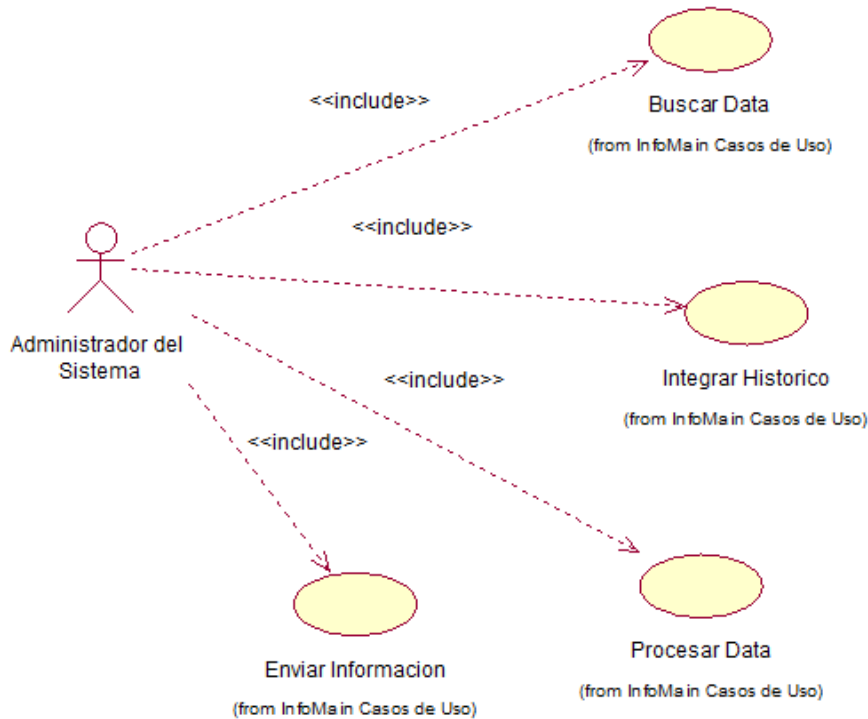 <<include>>
Buscar Data
(from InfoMain Casos de Uso)
<<include>>
Administrador del
Sistema
Integrar Historico
(from InfoMain Casos de Uso)
<<include>>
<<include>>
Procesar Data
(from InfoMain Casos de Uso)
Enviar Informacion
(from InfoMain Casos de Uso)